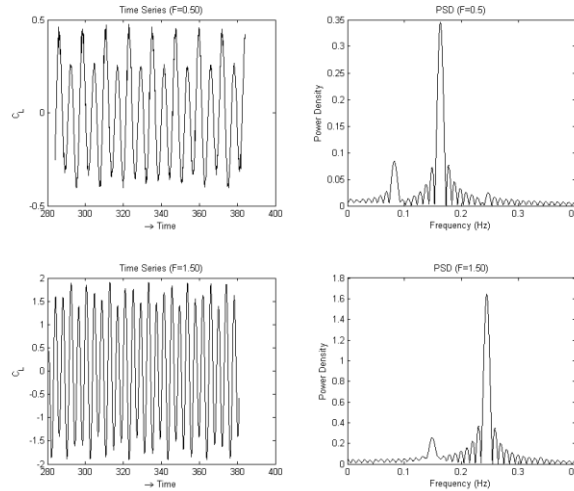 Time Series (F=0.50)
0.5
0
-0.5
C_L
280 300 320 340 360 380 400
→ Time
PSD (F=0.5)
0.35
0.3
0.25
0.2
0.15
0.1
0.05
0
Power Density
0 0.1 0.2 0.3
Frequency (Hz)
Time Series (F=1.50)
2
1.5
1
0.5
0
-0.5
-1
-1.5
-2
C_L
280 300 320 340 360 380 400
→ Time
PSD (F=1.50)
1.8
1.6
1.4
1.2
1
0.8
0.6
0.4
0.2
0
Power Density
0 0.1 0.2 0.3
Frequency (Hz)